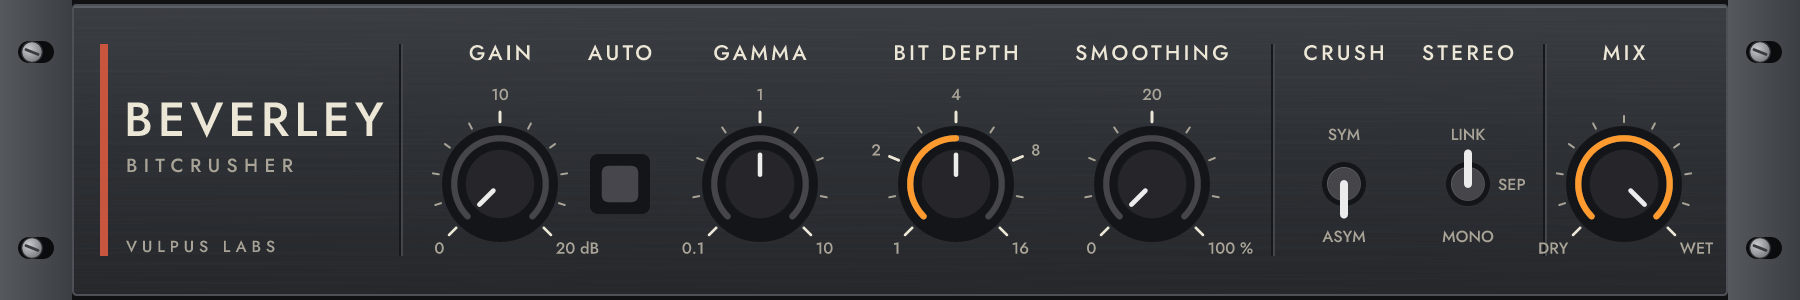 GAIN AUTO GAMMA BIT DEPTH SMOOTHING CRUSH STEREO MIX
10 1 4 20
BEVERLEY
BITCRUSHER
2 8
SYM LINK
SEP
ASYM MONO
VULPUS LABS
0 20 dB 0.1 10 1 16 0 100 % DRY WET